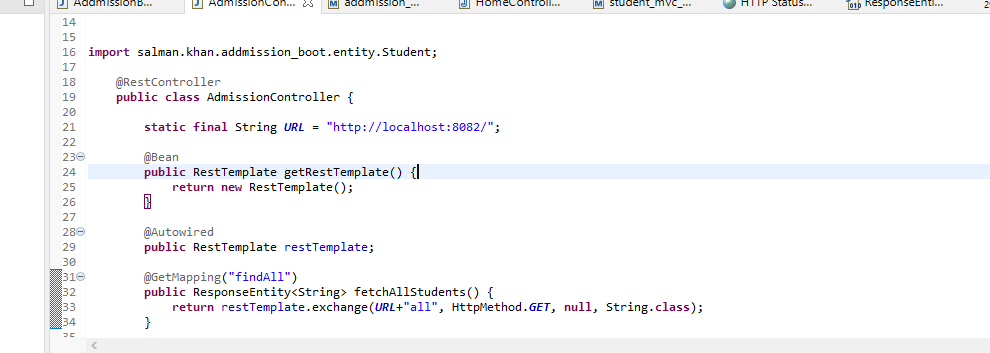 AddmissionB... AdmissionCon... addmission_... HomeControll... student_mvc_... HTTP Status... ResponseEnti...
14
15
16 import salman.khan.addmission_boot.entity.Student;
17
18 @RestController
19 public class AdmissionController {
20
21 static final String URL = "http://localhost:8082/";
22
23 @Bean
24 public RestTemplate getRestTemplate() {
25 return new RestTemplate();
26 }
27
28 @Autowired
29 public RestTemplate restTemplate;
30
31 @GetMapping("findAll")
32 public ResponseEntity<String> fetchAllStudents() {
33 return restTemplate.exchange(URL+"all", HttpMethod.GET, null, String.class);
34 }
35